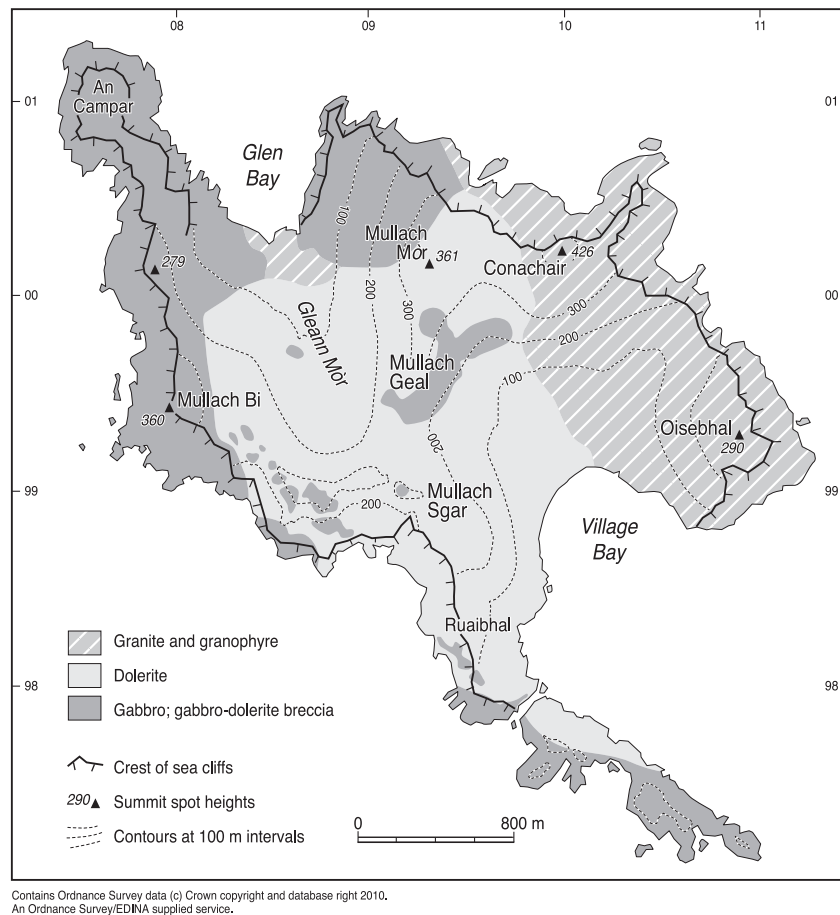 08
09
10
11
01
An
Campar
01
Glen
Bay
100
Mullach
Mòr
361
426
Conachair
279
00
200
300
300
00
Gleann Mòr
200
Mullach
Geal
100
Mullach Bi
360
Oisebhal
290
200
99
Mullach
Sgar
200
99
Village
Bay
Ruaibhal
Granite and granophyre
Dolerite
98
98
Gabbro; gabbro-dolerite breccia
Crest of sea cliffs
290 Summit spot heights
Contours at 100 m intervals
0 800 m
Contains Ordnance Survey data (c) Crown copyright and database right 2010.
An Ordnance Survey/EDINA supplied service.